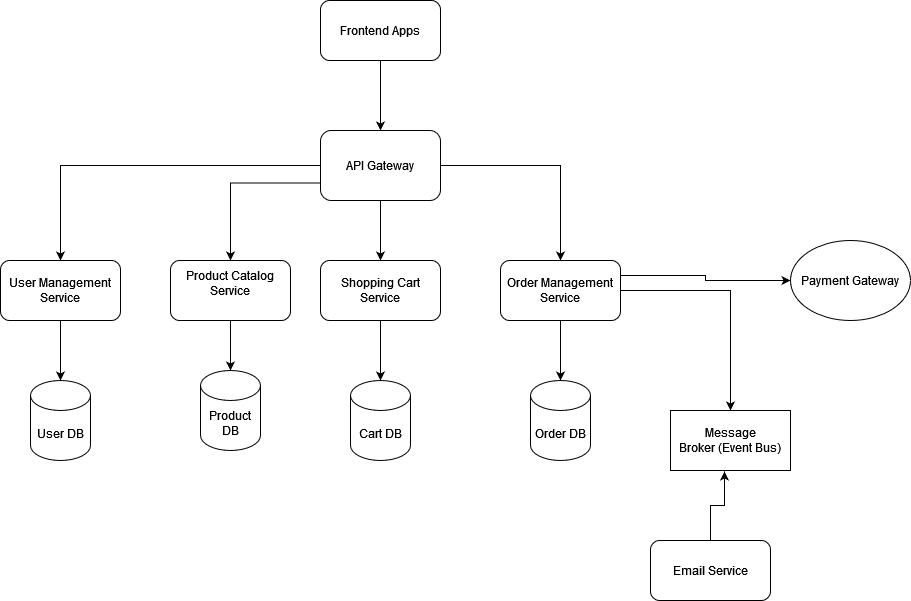 Frontend Apps
API Gateway
User Management
Service
Product Catalog
Service
Shopping Cart
Service
Order Management
Service
Payment Gateway
User DB
Product
DB
Cart DB
Order DB
Message
Broker (Event Bus)
Email Service